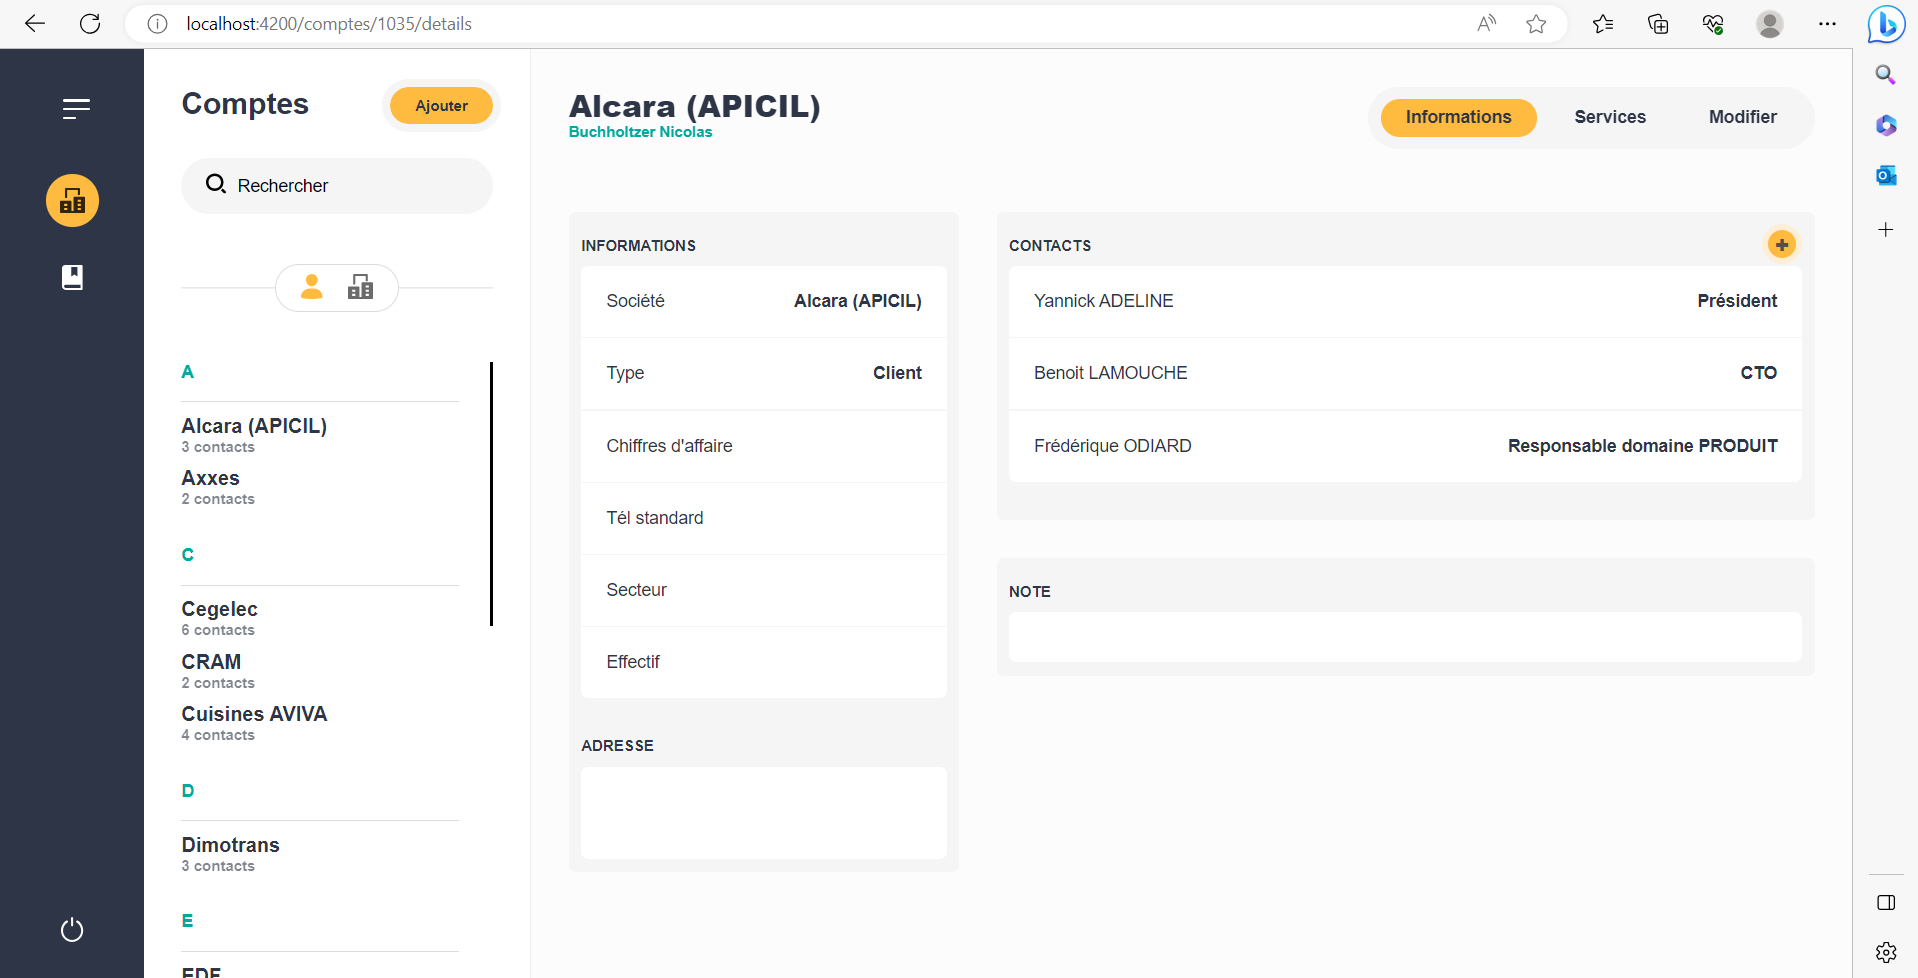 localhost:4200/comptes/1035/details
Comptes
Ajouter
Rechercher
A
Alcara (APICIL)
3 contacts
Axxes
2 contacts
C
Cegelec
6 contacts
CRAM
2 contacts
Cuisines AVIVA
4 contacts
D
Dimotrans
3 contacts
E
EDF
Alcara (APICIL)
Buchholtzer Nicolas
Informations Services Modifier
INFORMATIONS
Société Alcara (APICIL)
Type Client
Chiffres d'affaire
Tél standard
Secteur
Effectif
ADRESSE
CONTACTS
Yannick ADELINE Président
Benoit LAMOUCHE CTO
Frédérique ODIARD Responsable domaine PRODUIT
NOTE